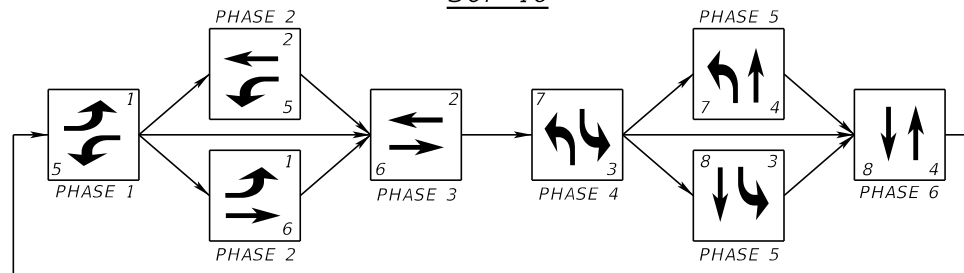 PHASE 2
2
5
1
5
PHASE 1
1
6
PHASE 2
2
6
PHASE 3
7
3
PHASE 4
PHASE 5
7 4
8 3
PHASE 5
8 4
PHASE 6